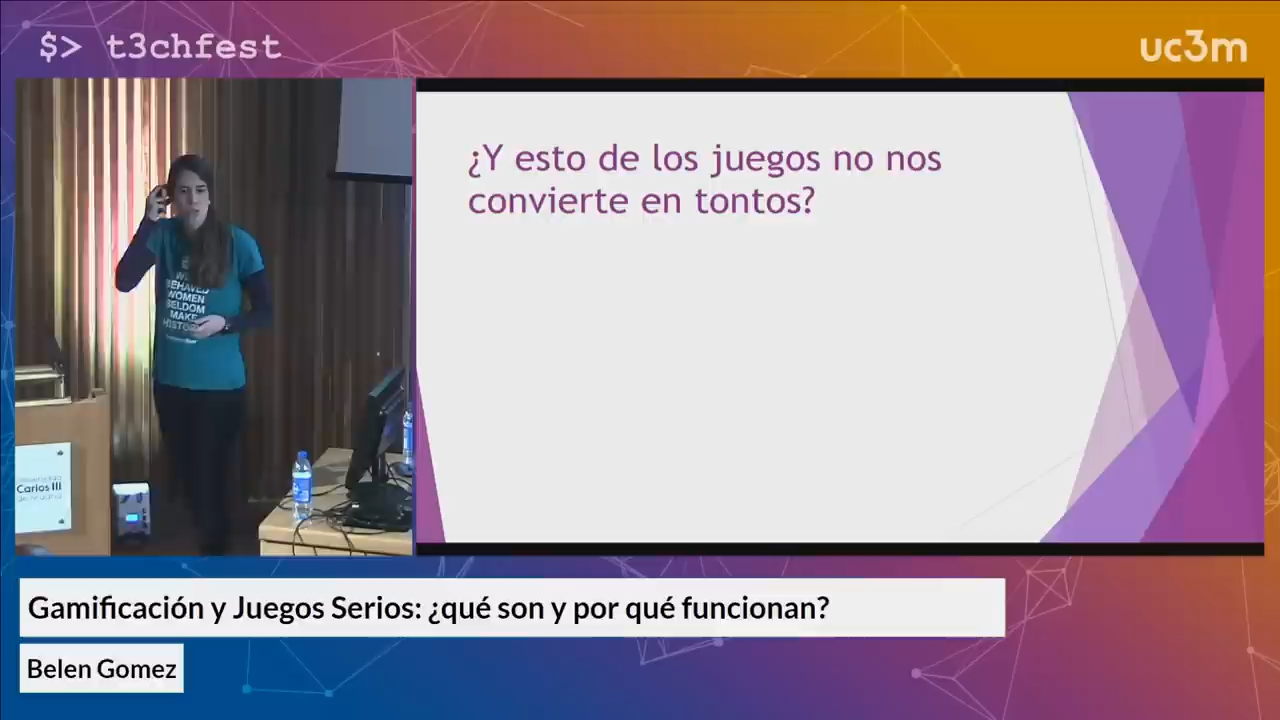 $> t3chfest
uc3m
¿Y esto de los juegos no nos
convierte en tontos?
BEHAVED
WOMEN
SELDOM
MAKE
HISTORY
Carlos III
Gamificación y Juegos Serios: ¿qué son y por qué funcionan?
Belen Gomez